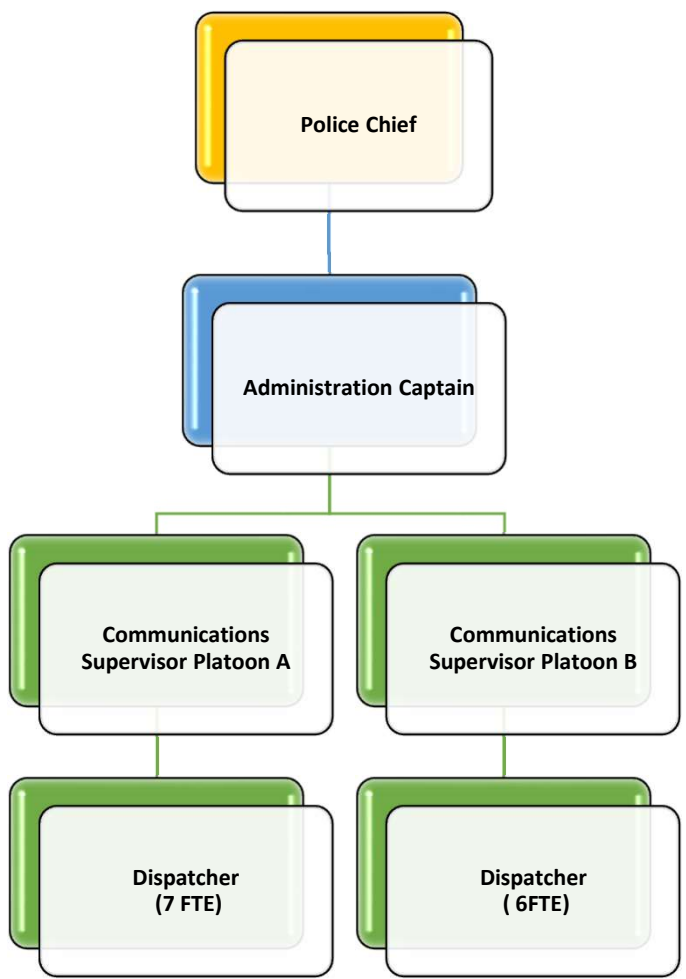 Police Chief
Administration Captain
Communications
Supervisor Platoon A
Communications
Supervisor Platoon B
Dispatcher
(7 FTE)
Dispatcher
( 6FTE)